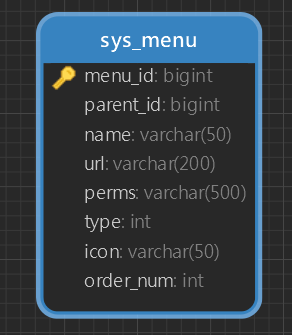 sys_menu
menu_id: bigint
parent_id: bigint
name: varchar(50)
url: varchar(200)
perms: varchar(500)
type: int
icon: varchar(50)
order_num: int